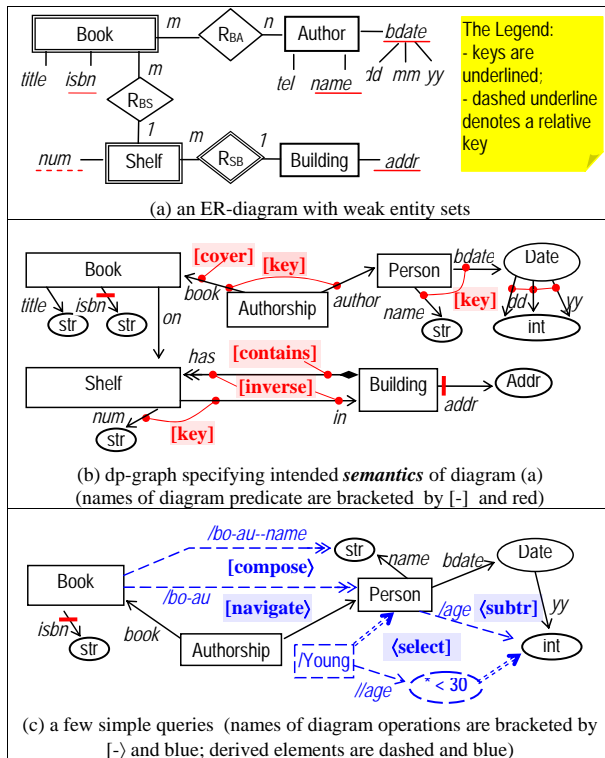 Book
m
R_BA
n
Author
bdate
The Legend:
- keys are
underlined;
- dashed underline
denotes a relative
key
title
isbn
m
tel
name
dd
mm
yy
R_BS
1
num
Shelf
m
R_SB
1
Building
addr
(a) an ER-diagram with weak entity sets
Book
[cover]
[key]
Person
bdate
Date
book
Authorship
author
[key]
title
isbn
on
name
dd
yy
str
str
str
int
has
[contains]
Shelf
[inverse]
Building
Addr
num
[key]
in
addr
str
(b) dp-graph specifying intended semantics of diagram (a)
(names of diagram predicate are bracketed by [-] and red)
/bo-au--name
str
name
bdate
Date
[compose⟩
Book
/bo-au
Person
[navigate⟩
/age
⟨subtr]
yy
isbn
book
Authorship
/Young
⟨select]
int
str
//age
* < 30
(c) a few simple queries (names of diagram operations are bracketed by
[-⟩ and blue; derived elements are dashed and blue)